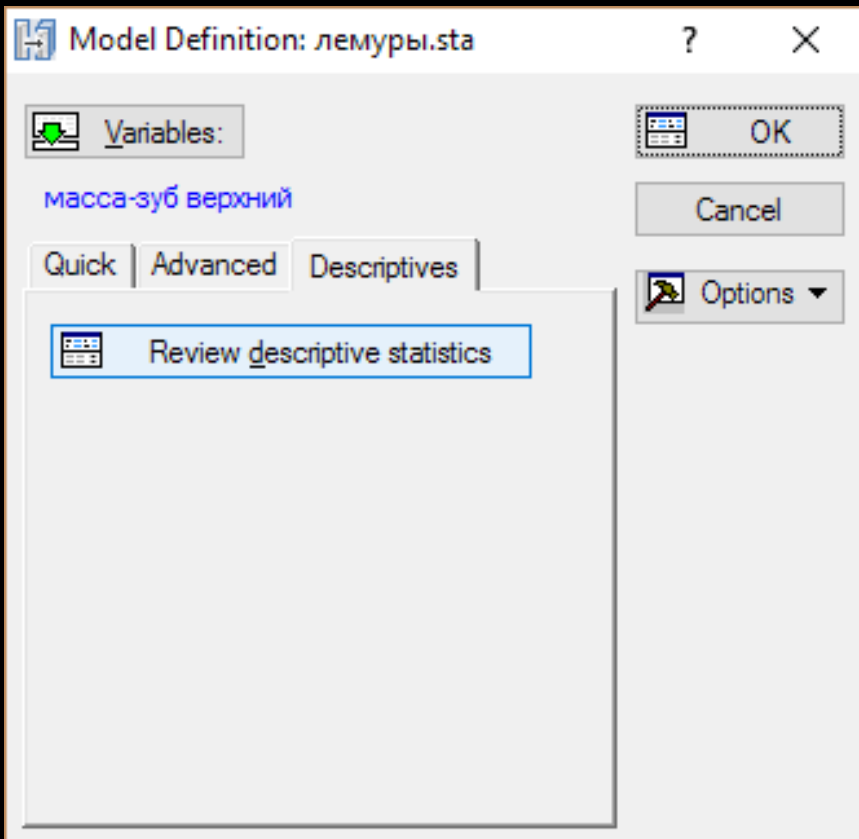 Model Definition: лемуры.sta ?
Variables: OK
масса-зуб верхний
Cancel
Quick Advanced Descriptives
Options
Review descriptive statistics